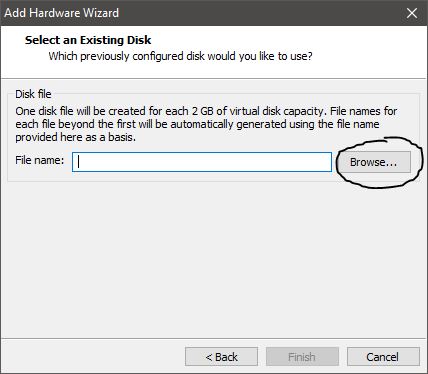 Add Hardware Wizard
Select an Existing Disk
Which previously configured disk would you like to use?
Disk file
One disk file will be created for each 2 GB of virtual disk capacity. File names for
each file beyond the first will be automatically generated using the file name
provided here as a basis.
File name:
Browse...
< Back
Finish
Cancel